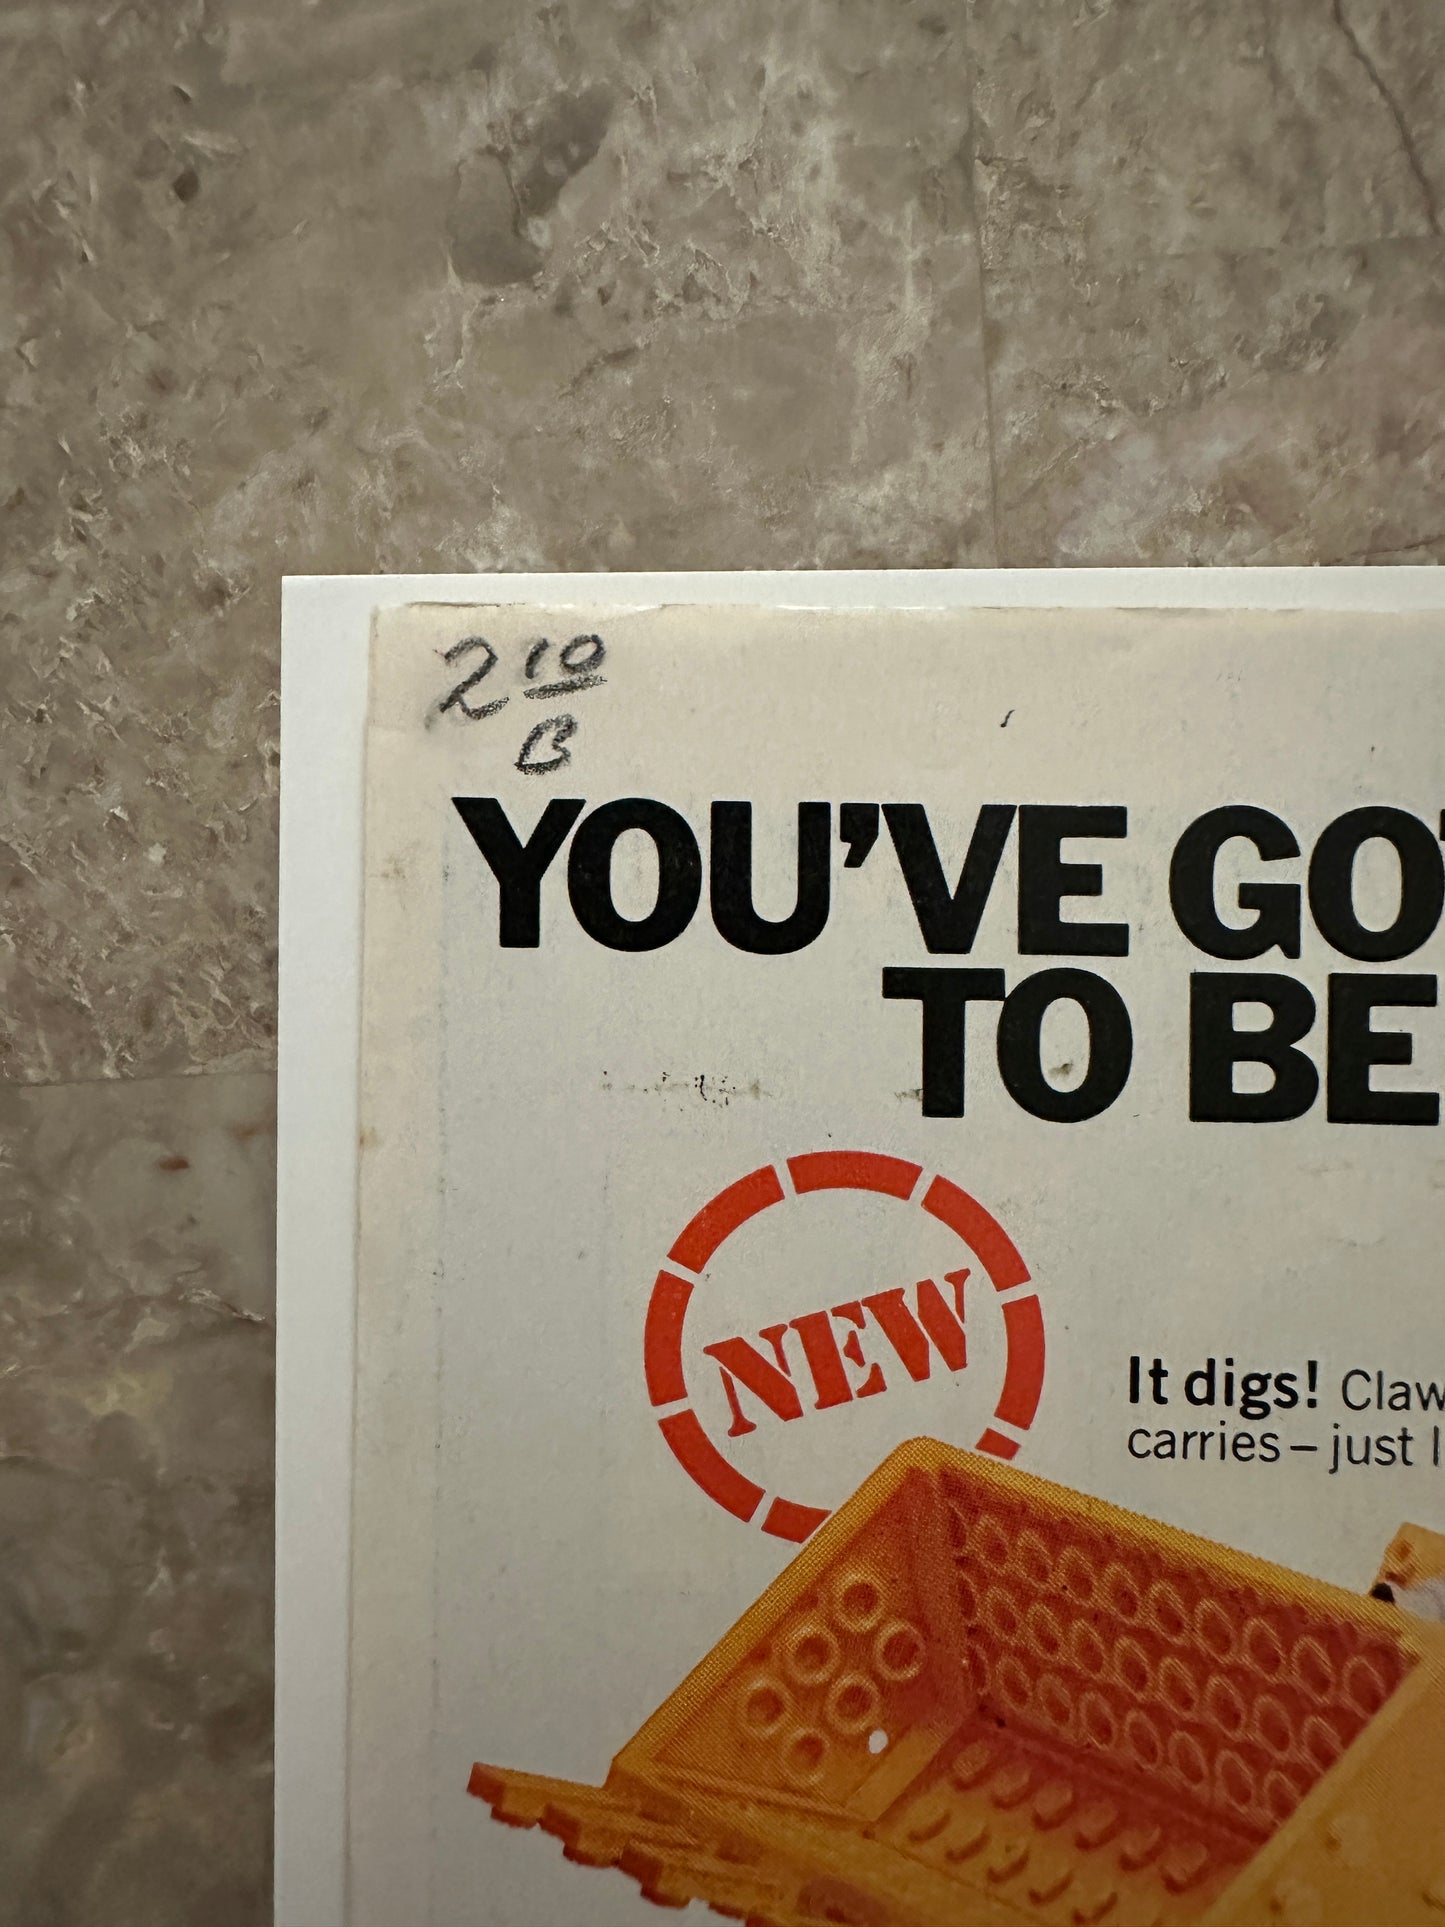 2 10
B
YOU'VE GOT
TO BE
NEW
It digs! Claw
carries – just l